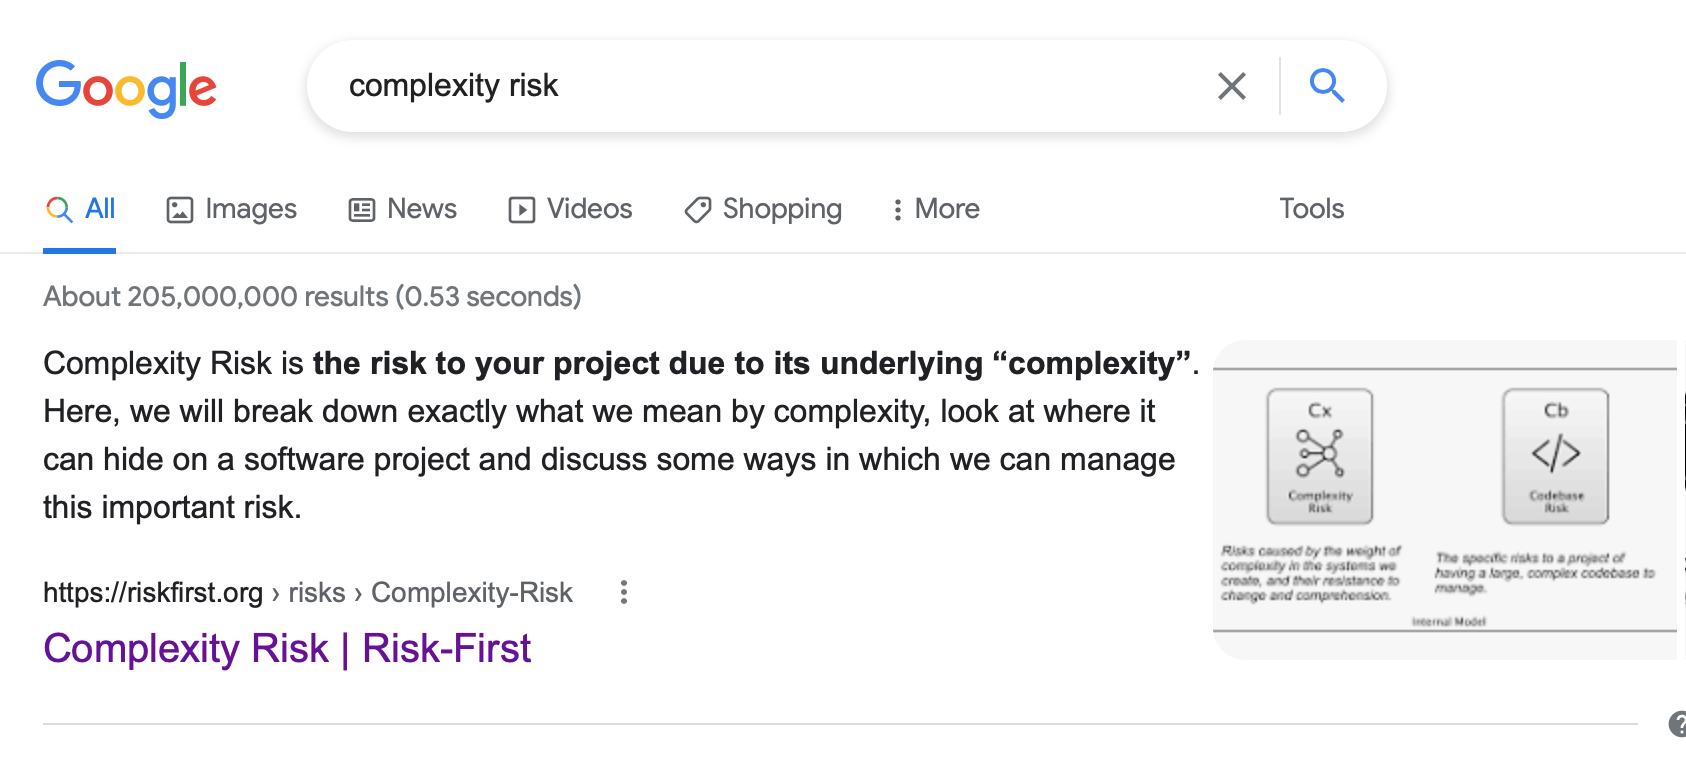 Google
complexity risk
All
Images
News
Videos
Shopping
More
Tools
About 205,000,000 results (0.53 seconds)
Complexity Risk is the risk to your project due to its underlying “complexity”.
Here, we will break down exactly what we mean by complexity, look at where it
can hide on a software project and discuss some ways in which we can manage
this important risk.
https://riskfirst.org › risks › Complexity-Risk
Complexity Risk | Risk-First
Cx
Complexity
Risk
Risks caused by the weight of
complexity in the systems we
create, and their resistance to
change and comprehension.
Cb
</>
Codebase
Risk
The specific risks to a project of
having a large, complex codebase to
manage.
Internal Model
?